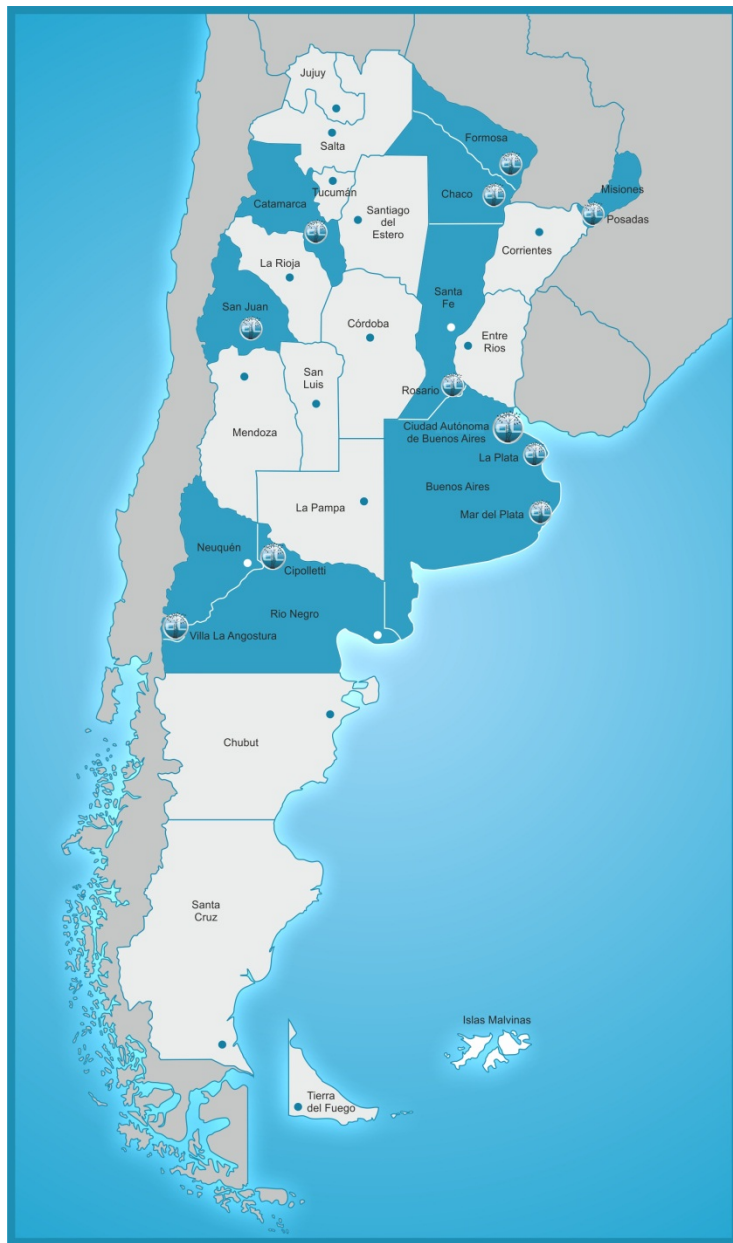 Jujuy
Salta
Formosa
Chaco
Misiones
Posadas
Tucumán
Catamarca
Santiago
del
Estero
Corrientes
La Rioja
San Juan
Santa
Fe
Córdoba
Entre
Rios
San
Luis
Rosario
Mendoza
Ciudad Autónoma
de Buenos Aires
La Plata
Buenos Aires
La Pampa
Mar del Plata
Neuquén
Cipolletti
Rio Negro
Villa La Angostura
Chubut
Santa
Cruz
Islas Malvinas
Tierra
del Fuego